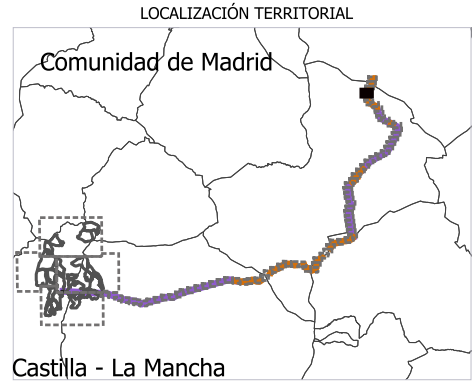 LOCALIZACIÓN TERRITORIAL
Comunidad de Madrid
Castilla - La Mancha